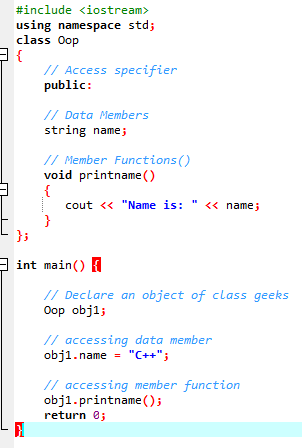 #include <iostream>
using namespace std;
class Oop
{
// Access specifier
public:
// Data Members
string name;
// Member Functions()
void printname()
{
cout << "Name is: " << name;
}
};
int main() {
// Declare an object of class geeks
Oop obj1;
// accessing data member
obj1.name = "C++";
// accessing member function
obj1.printname();
return 0;
}